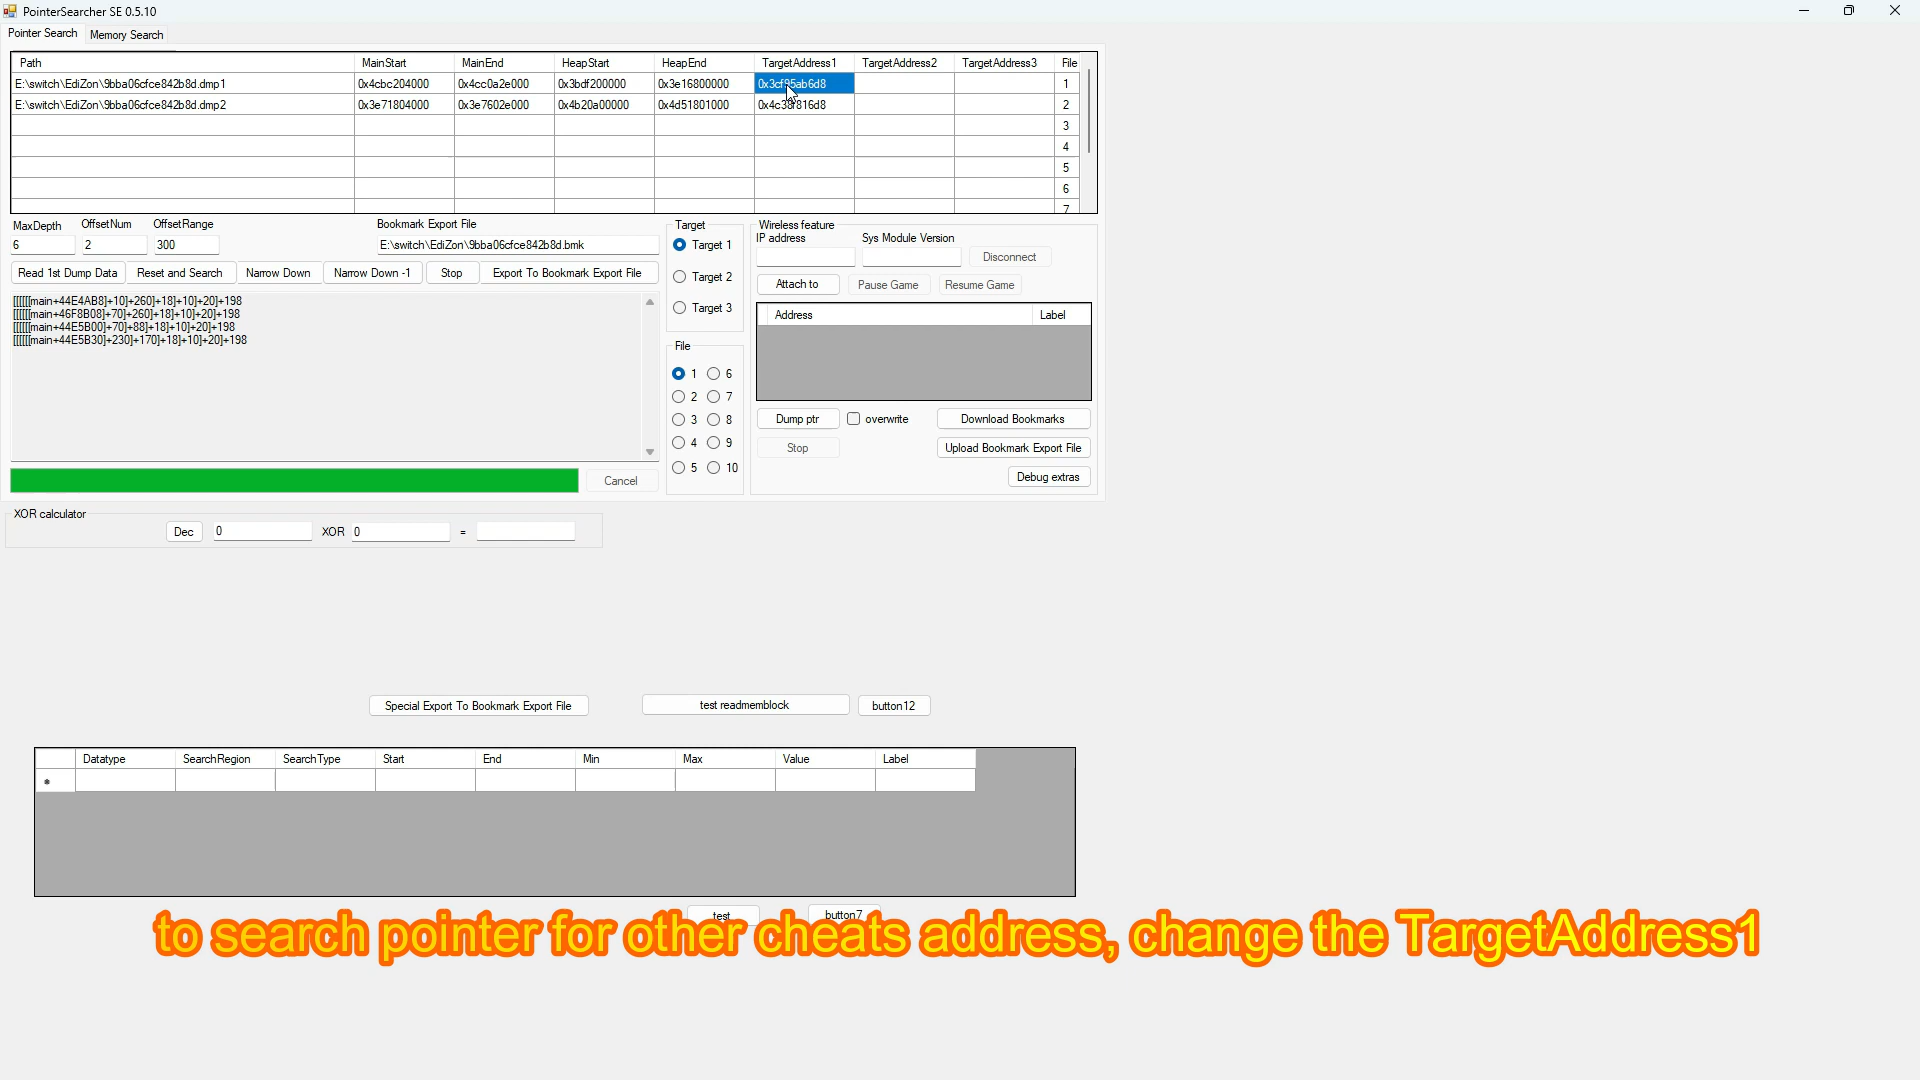 PointerSearcher SE 0.5.10
Pointer Search Memory Search
Path MainStart MainEnd HeapStart HeapEnd TargetAddress1 TargetAddress2 TargetAddress3 File
E:\switch\EdiZon\9bba06cfce842b8d.dmp1 0x4cbc204000 0x4cc0a2e000 0x3bdf200000 0x3e16800000 0x3cf95ab6d8 1
E:\switch\EdiZon\9bba06cfce842b8d.dmp2 0x3e71804000 0x3e7602e000 0x4b20a00000 0x4d51801000 0x4c38f816d8 2
3
4
5
6
7
MaxDepth OffsetNum OffsetRange Bookmark Export File
6 2 300 E:\switch\EdiZon\9bba06cfce842b8d.bmk
Read 1st Dump Data Reset and Search Narrow Down Narrow Down -1 Stop Export To Bookmark Export File
[[[[[[main+44E4AB8]+10]+260]+18]+10]+20]+198
[[[[[[main+46F8B08]+70]+260]+18]+10]+20]+198
[[[[[[main+44E5B00]+70]+88]+18]+10]+20]+198
[[[[[[main+44E5B30]+230]+170]+18]+10]+20]+198
Cancel
Target
Target 1
Target 2
Target 3
File
1 6
2 7
3 8
4 9
5 10
Wireless feature
IP address Sys Module Version
Disconnect
Attach to Pause Game Resume Game
Address Label
Dump ptr overwrite Download Bookmarks
Stop Upload Bookmark Export File
Debug extras
XOR calculator
Dec 0 XOR 0 =
Special Export To Bookmark Export File test readmemblock button12
Datatype SearchRegion SearchType Start End Min Max Value Label
*
test button7
to search pointer for other cheats address, change the TargetAddress1